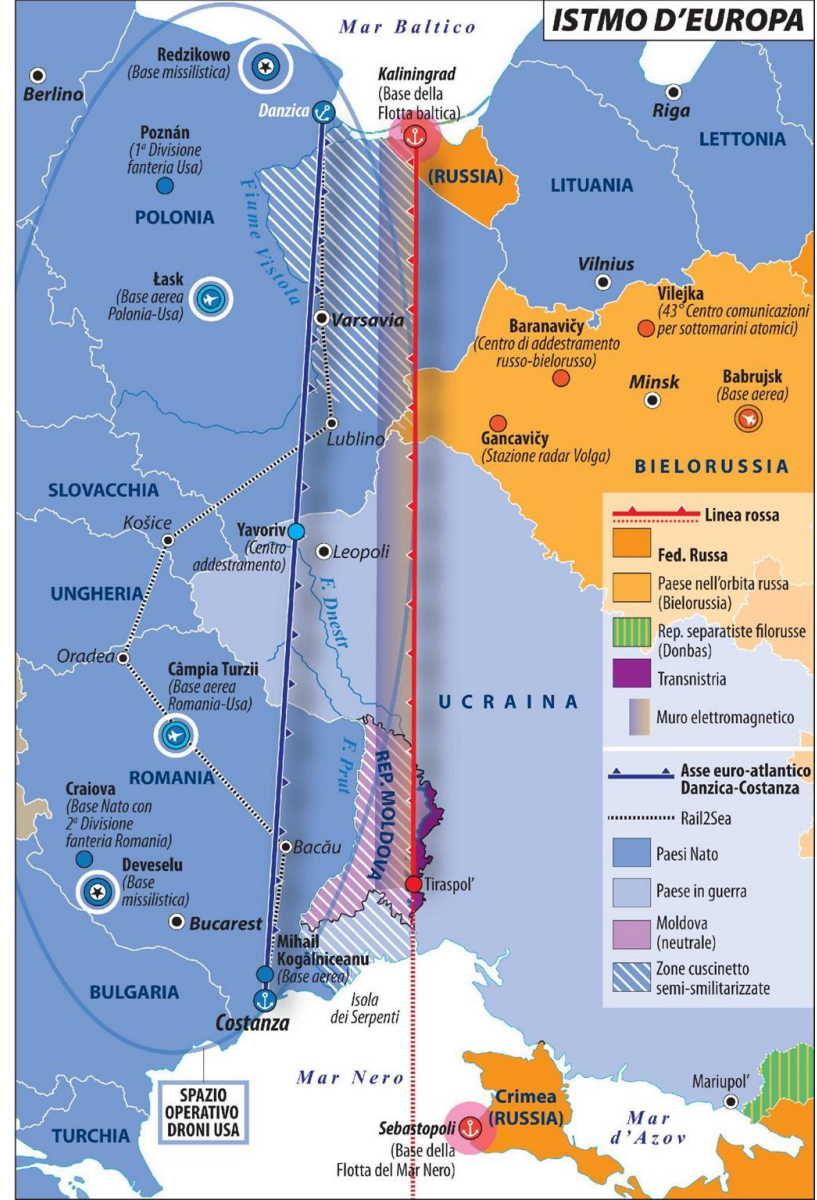 ISTMO D'EUROPA
Mar Baltico
Redzikowo
(Base missilistica)
Berlino
Danzica
Kaliningrad
(Base della
Flotta baltica)
Riga
LETTONIA
Poznán
(1ª Divisione
fanteria Usa)
POLONIA
Fiume Vistola
(RUSSIA)
LITUANIA
Łask
(Base aerea
Polonia-Usa)
Vilnius
Varsavia
Vilejka
(43° Centro comunicazioni
per sottomarini atomici)
Baranavičy
(Centro di addestramento
russo-bielorusso)
Minsk
Babrujsk
(Base aerea)
Gancavičy
(Stazione radar Volga)
Lublino
BIELORUSSIA
SLOVACCHIA
Košice
Yavoriv
(Centro
addestramento)
Leopoli
F. Dnestr
UNGHERIA
Oradea
Câmpia Turzii
(Base aerea
Romania-Usa)
UCRAINA
ROMANIA
F. Prut
REP. MOLDOVA
Craiova
(Base Nato con
2ª Divisione
fanteria Romania)
Bacău
Deveselu
(Base
missilistica)
Tiraspol'
Bucarest
Mihail
Kogălniceanu
(Base aerea)
BULGARIA
Costanza
Isola
dei Serpenti
Mar Nero
SPAZIO
OPERATIVO
DRONI USA
TURCHIA
Sebastopoli
(Base della
Flotta del Mar Nero)
Crimea
(RUSSIA)
Mar
d'Azov
Mariupol'
Linea rossa
Fed. Russa
Paese nell'orbita russa
(Bielorussia)
Rep. separatiste filorusse
(Donbas)
Transnistria
Muro elettromagnetico
Asse euro-atlantico
Danzica-Costanza
Rail2Sea
Paesi Nato
Paese in guerra
Moldova
(neutrale)
Zone cuscinetto
semi-smilitarizzate